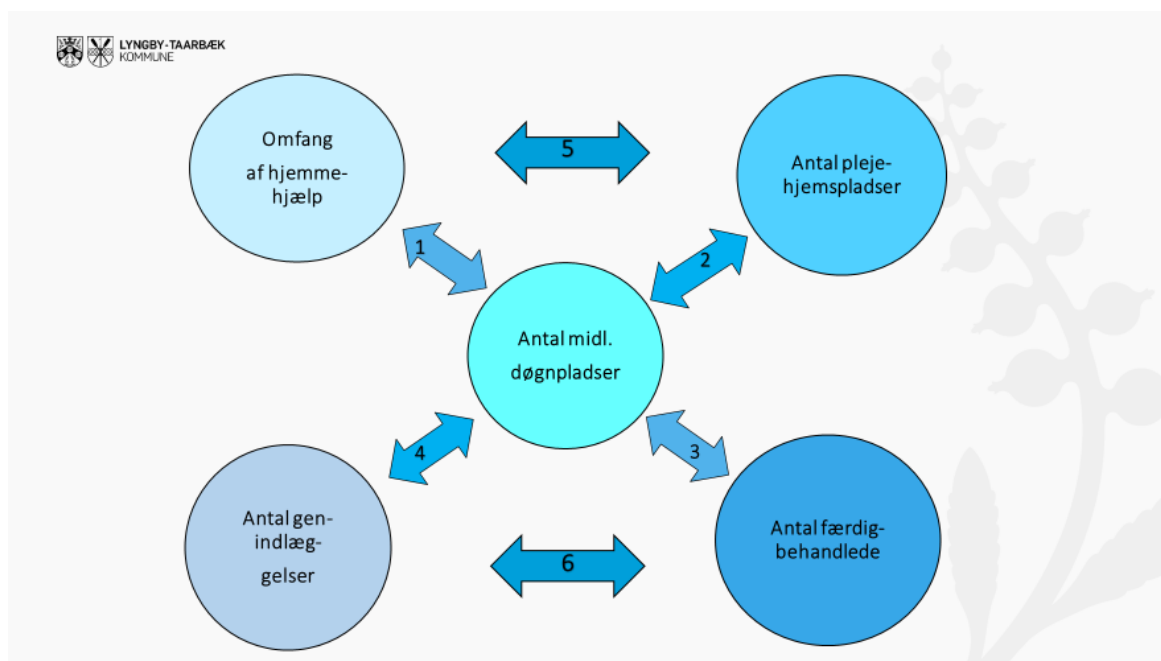 LYNGBY-TAARBÆK
KOMMUNE
Omfang
af hjemme-
hjælp
5
Antal pleje-
hjemspladser
1
2
Antal midl.
døgnpladser
4
3
Antal gen-
indlæg-
gelser
6
Antal færdig-
behandlede